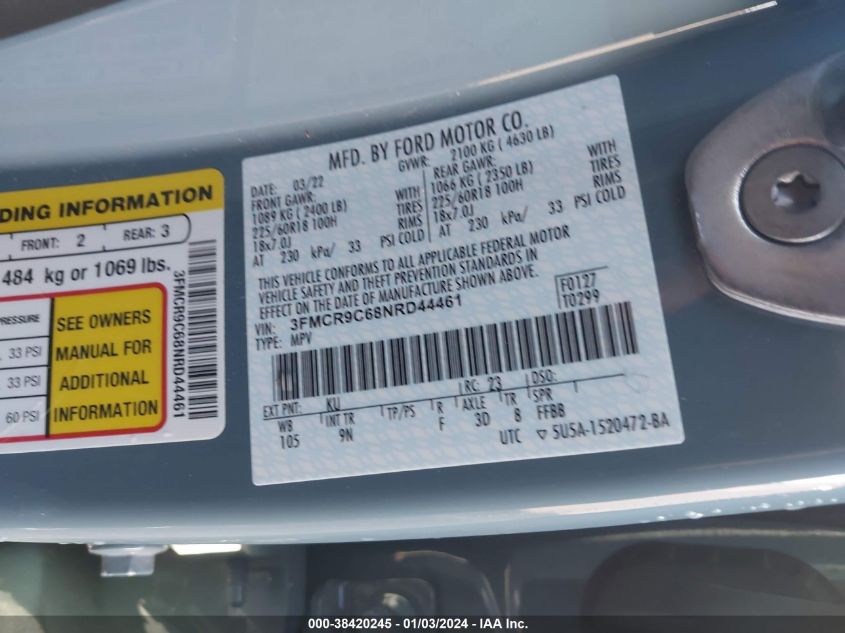 DING INFORMATION
FRONT: 2 REAR: 3
484 kg or 1069 lbs.
PRESSURE
33 PSI
33 PSI
60 PSI
SEE OWNERS
MANUAL FOR
ADDITIONAL
INFORMATION
3FMCR9C68NRD44461
MFD. BY FORD MOTOR CO.
DATE: 03/22 GVWR: 2100 KG ( 4630 LB)
FRONT GAWR: REAR GAWR:
1089 KG ( 2400 LB) WITH 1066 KG ( 2350 LB) WITH
225/60R18 100H TIRES 225/60R18 100H TIRES
18x7.0J RIMS 18x7.0J RIMS
AT 230 kPa/ 33 PSI COLD AT 230 kPa/ 33 PSI COLD
THIS VEHICLE CONFORMS TO ALL APPLICABLE FEDERAL MOTOR
VEHICLE SAFETY AND THEFT PREVENTION STANDARDS IN
EFFECT ON THE DATE OF MANUFACTURE SHOWN ABOVE.
VIN: 3FMCR9C68NRD44461
TYPE: MPV
F0127
T0299
EXT PNT: KU RC: 23 DSO:
WB INT TR TP/PS R AXLE TR SPR
105 9N F 3D 8 FFBB
UTC ▽ 5U5A-1520472-BA
000-38420245 - 01/03/2024 - IAA Inc.